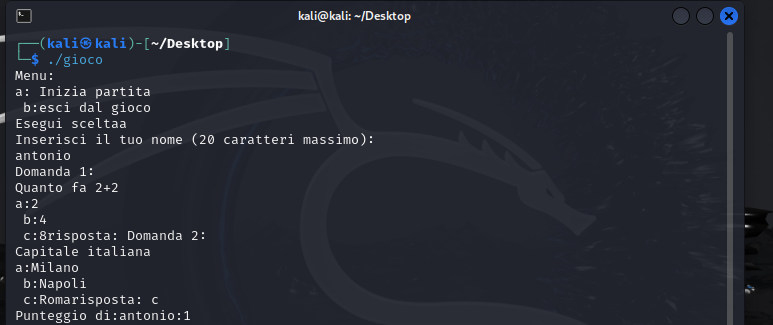 kali@kali: ~/Desktop
┌──(kali㉿kali)-[~/Desktop]
└─$ ./gioco
Menu:
a: Inizia partita
 b:esci dal gioco
Esegui sceltaa
Inserisci il tuo nome (20 caratteri massimo):
antonio
Domanda 1:
Quanto fa 2+2
a:2
 b:4
 c:8risposta: Domanda 2:
Capitale italiana
a:Milano
 b:Napoli
 c:Romarisposta: c
Punteggio di:antonio:1